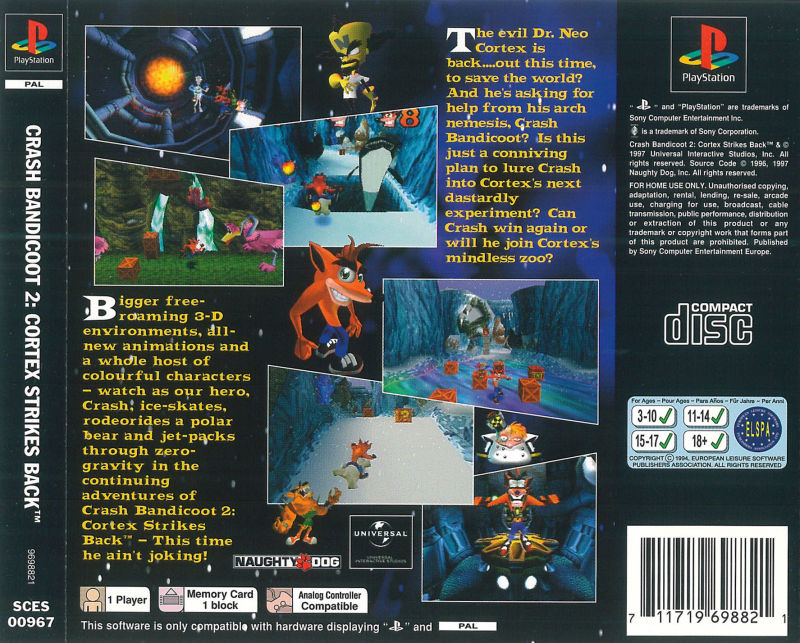 PlayStation
PAL
CRASH BANDICOOT 2: CORTEX STRIKES BACK™
9698821
SCES
00967
8
The evil Dr. Neo
Cortex is
back....out this time,
to save the world?
And he's asking for
help from his arch
nemesis, Crash
Bandicoot? Is this
just a conniving
plan to lure Crash
into Cortex's next
dastardly
experiment? Can
Crash win again or
will he join Cortex's
mindless zoo?
Bigger free-
roaming 3-D
environments, all-
new animations and
a whole host of
colourful characters
– watch as our hero,
Crash, ice-skates,
rodeorides a polar
bear and jet-packs
through zero-
gravity in the
continuing
adventures of
Crash Bandicoot 2:
Cortex Strikes
Back™ – This time
he ain't joking!
NAUGHTY DOG
UNIVERSAL
UNIVERSAL
INTERACTIVE STUDIOS
1 Player
Memory Card
1 block
Analog Controller
Compatible
This software is only compatible with hardware displaying " " and PAL
PlayStation
" " and "PlayStation" are trademarks of
Sony Computer Entertainment Inc.
is a trademark of Sony Corporation.
Crash Bandicoot 2: Cortex Strikes Back™ & ©
1997 Universal Interactive Studios, Inc. All
rights reserved. Source Code © 1996, 1997
Naughty Dog, Inc. All rights reserved.
FOR HOME USE ONLY. Unauthorised copying,
adaptation, rental, lending, re-sale, arcade
use, charging for use, broadcast, cable
transmission, public performance, distribution
or extraction of this product or any
trademark or copyright work that forms part
of this product are prohibited. Published
by Sony Computer Entertainment Europe.
COMPACT
disc
For Ages – Pour Ages – Para Años – Für Jahre – Per Anni
3-10 11-14
15-17 18+
ELSPA
COPYRIGHT © 1994, EUROPEAN LEISURE SOFTWARE
PUBLISHERS ASSOCIATION. ALL RIGHTS RESERVED
7 11719 69882 1